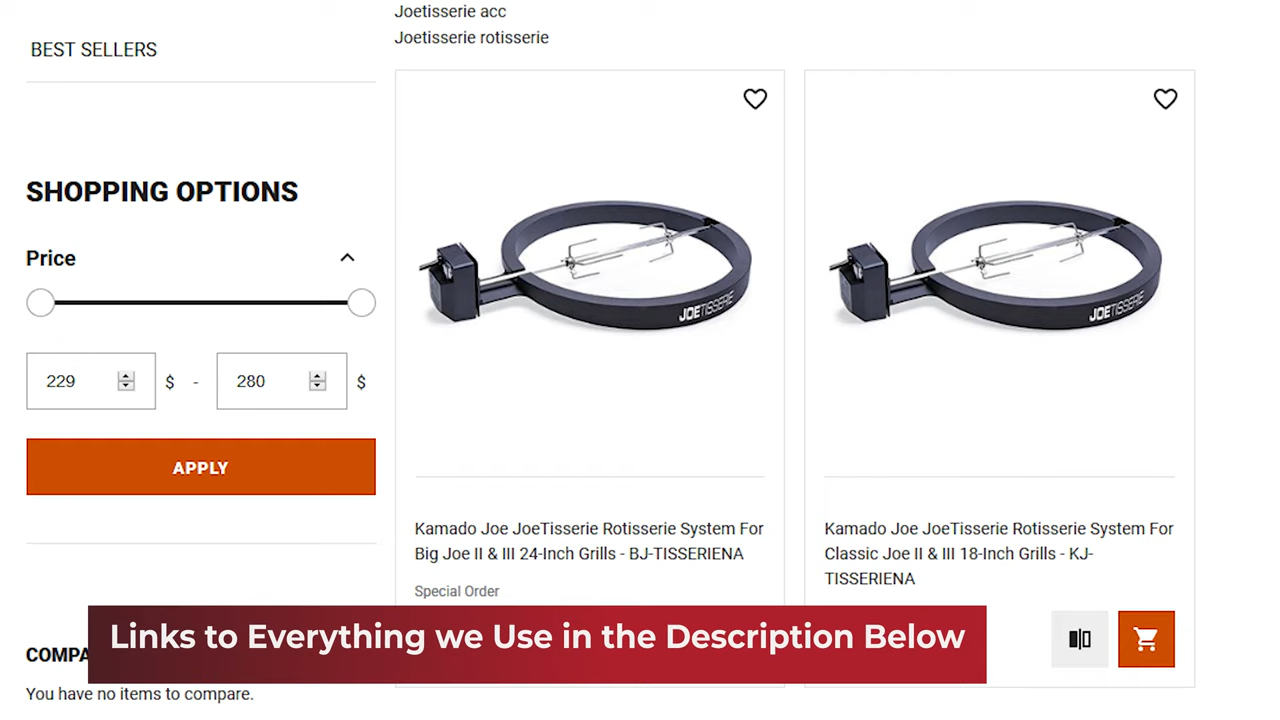 Joetisserie acc
Joetisserie rotisserie
BEST SELLERS
SHOPPING OPTIONS
Price
229 $ - 280 $
APPLY
JOETISSERIE
JOETISSERIE
Kamado Joe JoeTisserie Rotisserie System For
Big Joe II & III 24-Inch Grills - BJ-TISSERIENA
Special Order
Kamado Joe JoeTisserie Rotisserie System For
Classic Joe II & III 18-Inch Grills - KJ-
TISSERIENA
Links to Everything we Use in the Description Below
COMPA
You have no items to compare.